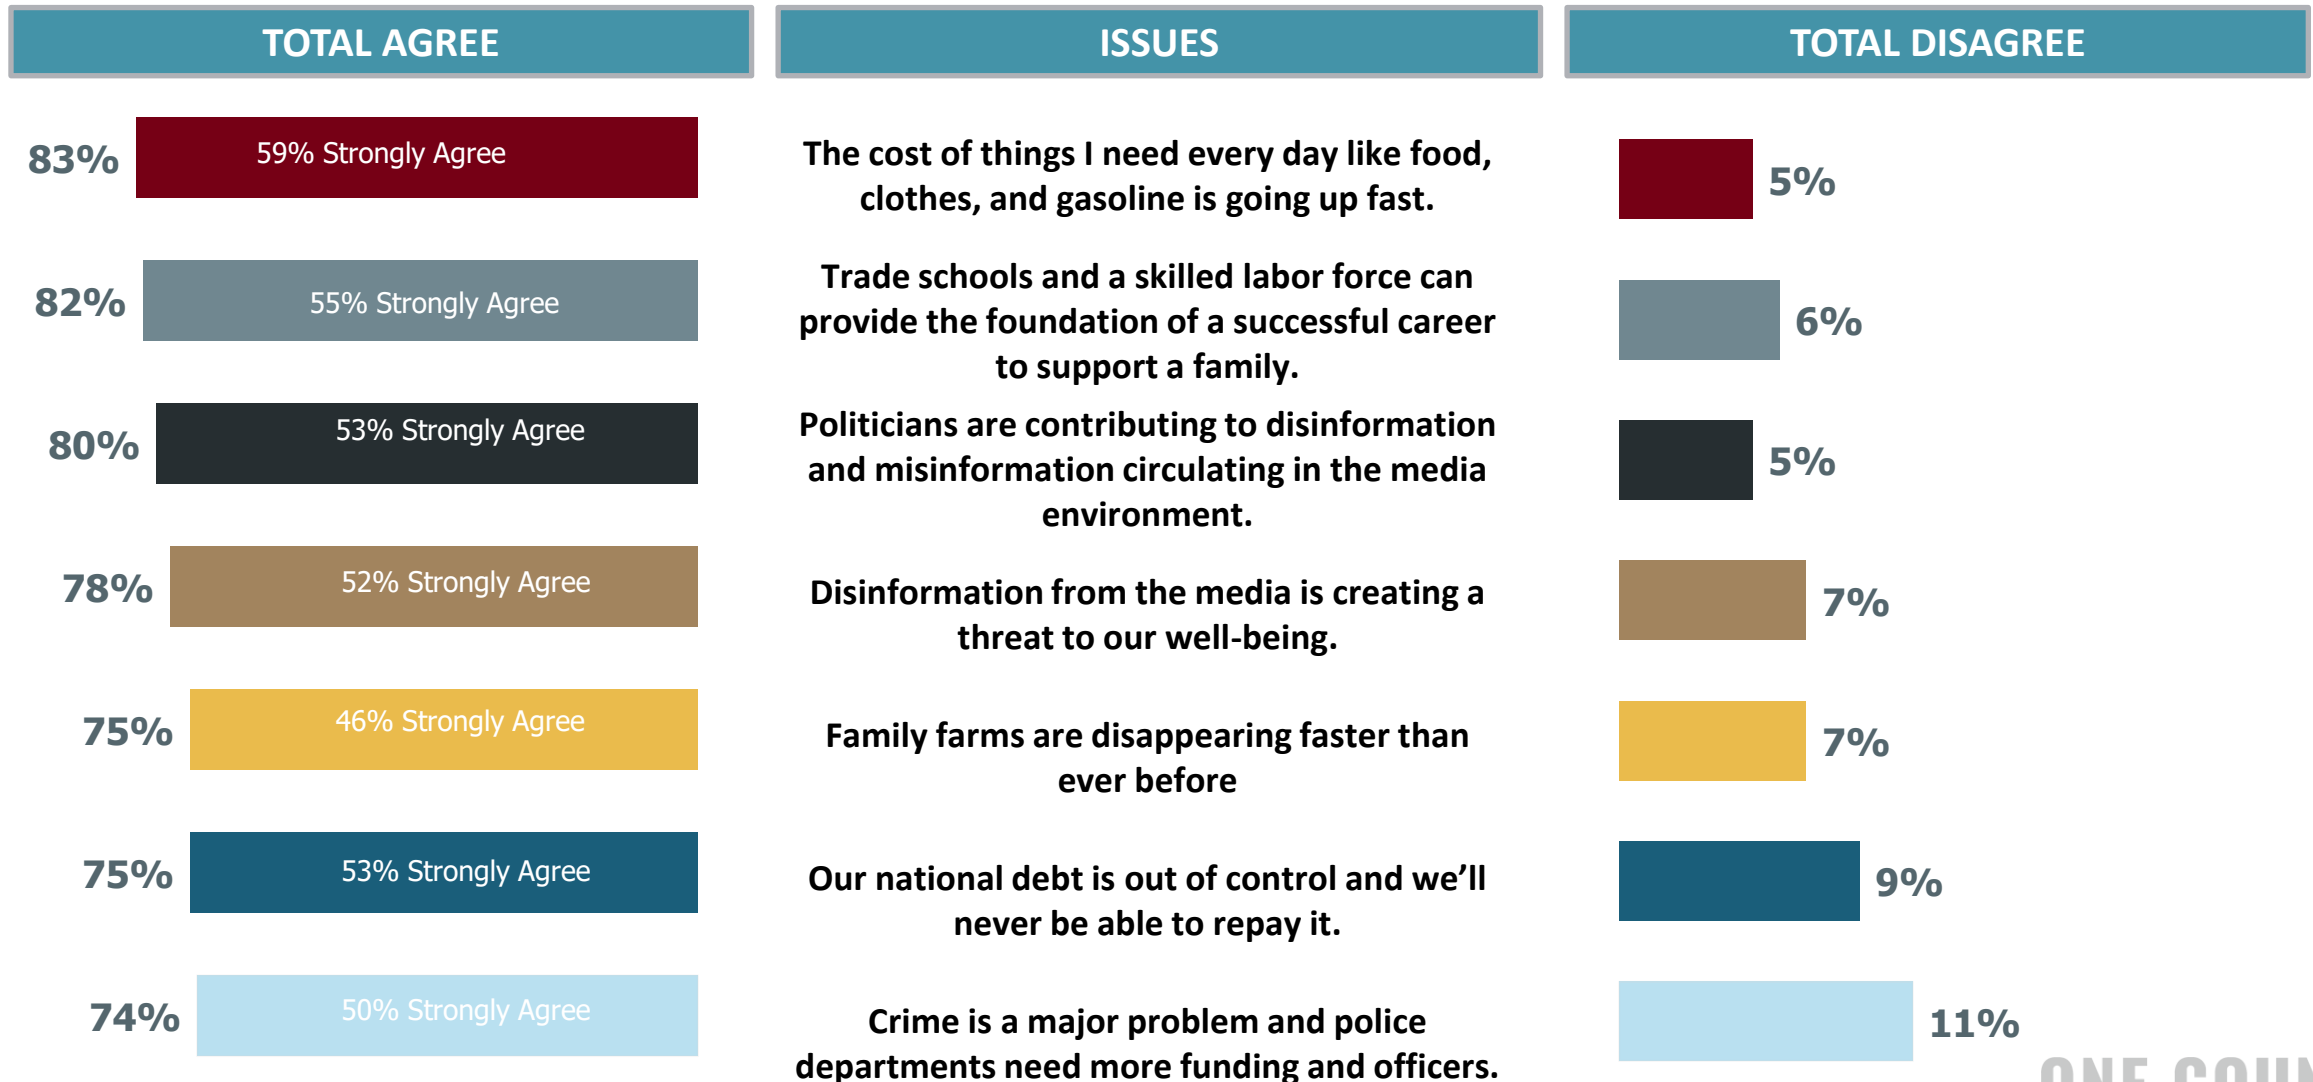 TOTAL AGREE
ISSUES
TOTAL DISAGREE
83%
59% Strongly Agree
The cost of things I need every day like food,
clothes, and gasoline is going up fast.
5%
82%
55% Strongly Agree
Trade schools and a skilled labor force can
provide the foundation of a successful career
to support a family.
6%
80%
53% Strongly Agree
Politicians are contributing to disinformation
and misinformation circulating in the media
environment.
5%
78%
52% Strongly Agree
Disinformation from the media is creating a
threat to our well-being.
7%
75%
46% Strongly Agree
Family farms are disappearing faster than
ever before
7%
75%
53% Strongly Agree
Our national debt is out of control and we’ll
never be able to repay it.
9%
74%
50% Strongly Agree
Crime is a major problem and police
departments need more funding and officers.
11%
ONE